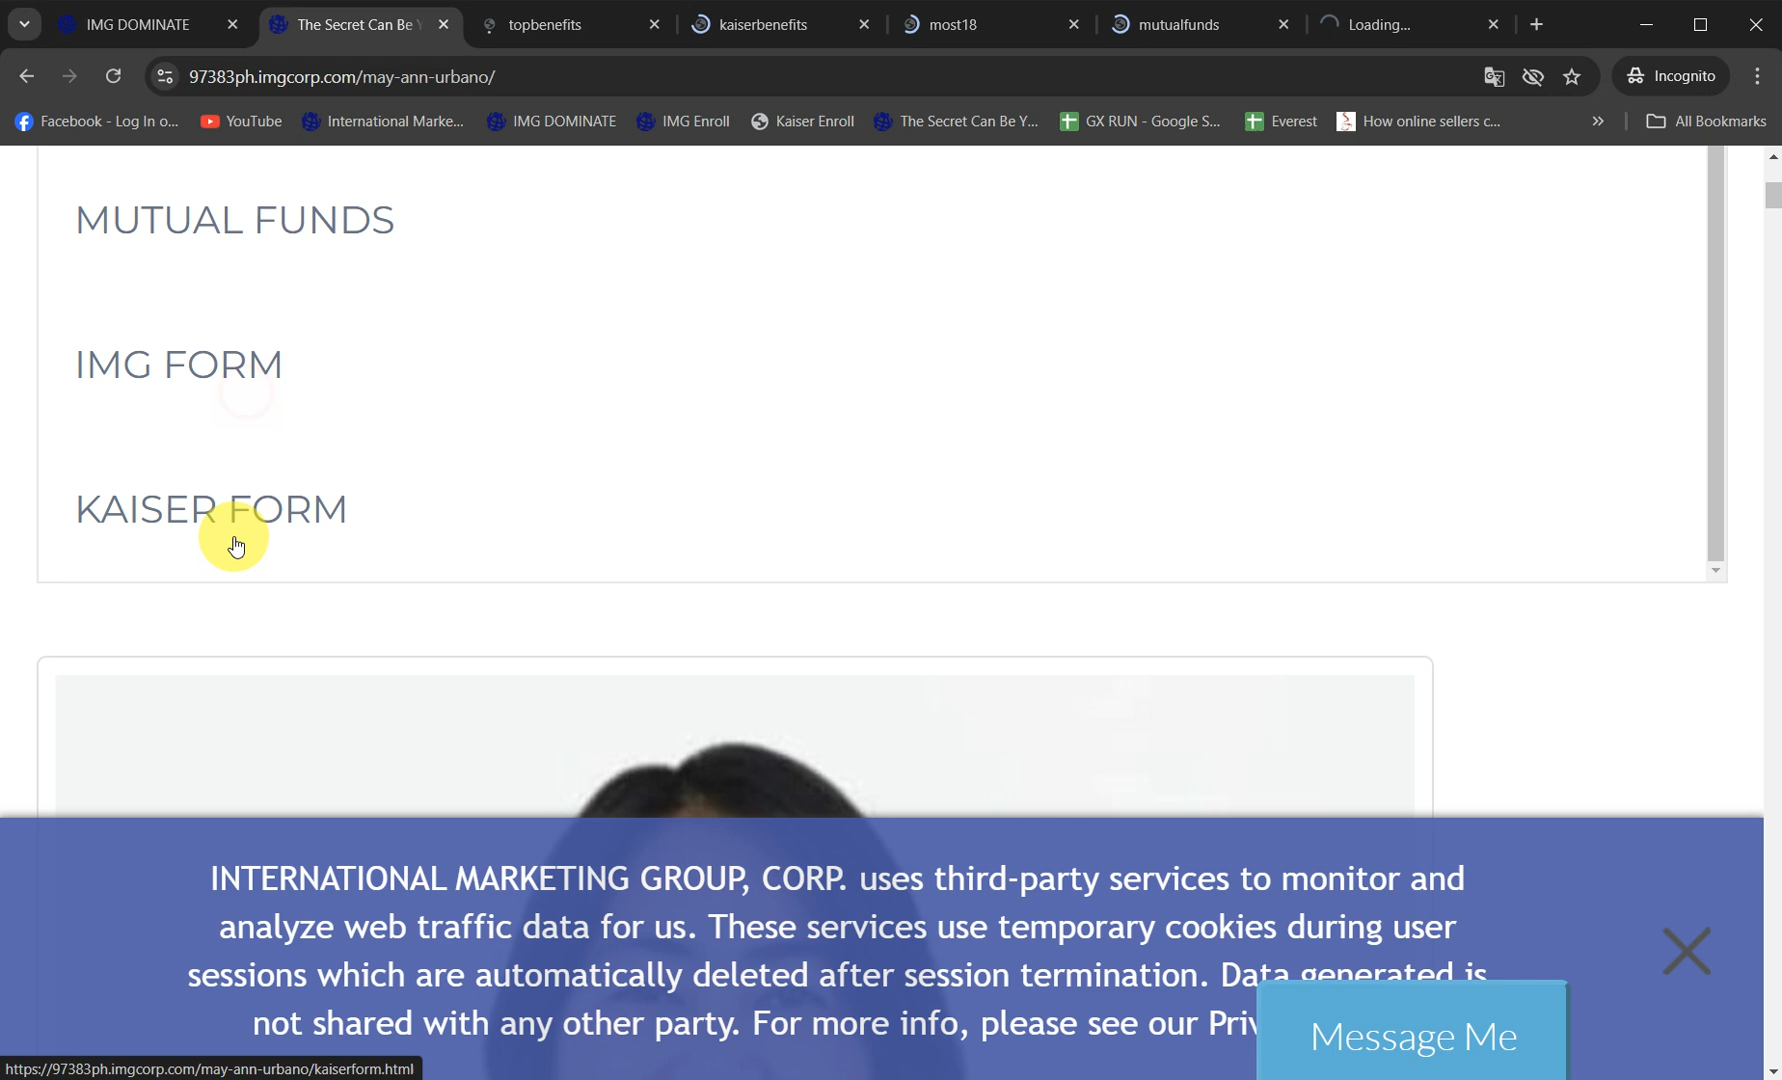 IMG DOMINATE
The Secret Can Be Y
topbenefits
kaiserbenefits
most18
mutualfunds
Loading...
97383ph.imgcorp.com/may-ann-urbano/
Incognito
Facebook - Log In o...
YouTube
International Marke...
IMG DOMINATE
IMG Enroll
Kaiser Enroll
The Secret Can Be Y...
GX RUN - Google S...
Everest
How online sellers c...
All Bookmarks
MUTUAL FUNDS
IMG FORM
KAISER FORM
INTERNATIONAL MARKETING GROUP, CORP. uses third-party services to monitor and
analyze web traffic data for us. These services use temporary cookies during user
sessions which are automatically deleted after session termination. Data generated is
not shared with any other party. For more info, please see our Priv
Message Me
https://97383ph.imgcorp.com/may-ann-urbano/kaiserform.html